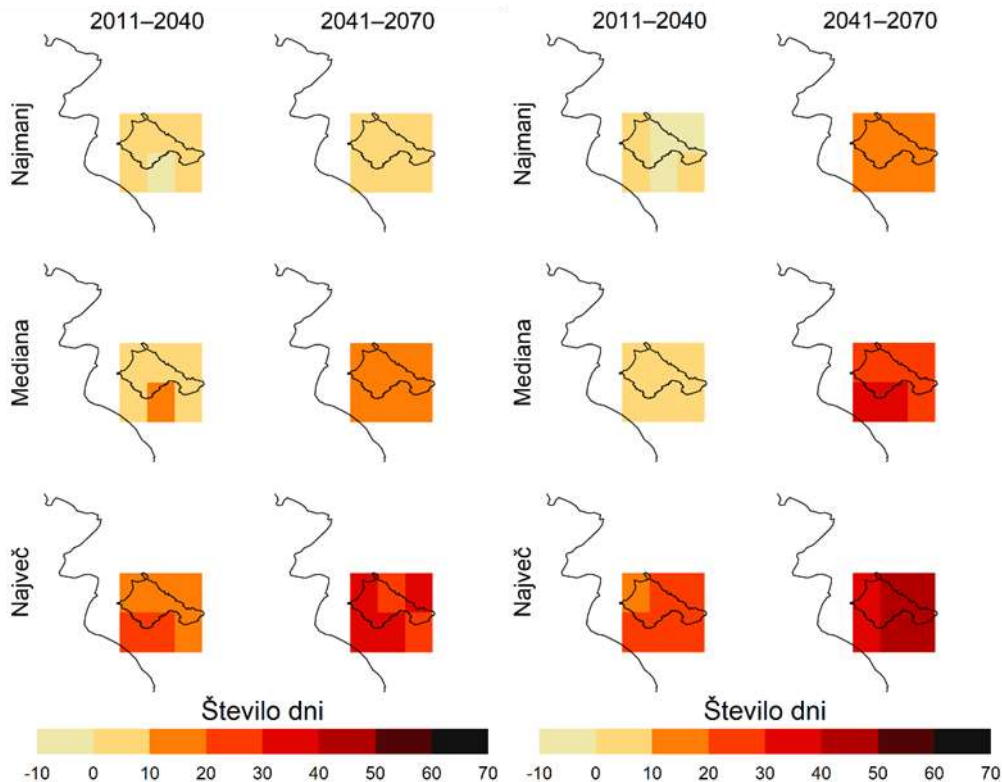 2011–2040 2041–2070 2011–2040 2041–2070
Najmanj Najmanj
Mediana Mediana
Največ Največ
Število dni Število dni
-10 0 10 20 30 40 50 60 70 -10 0 10 20 30 40 50 60 70